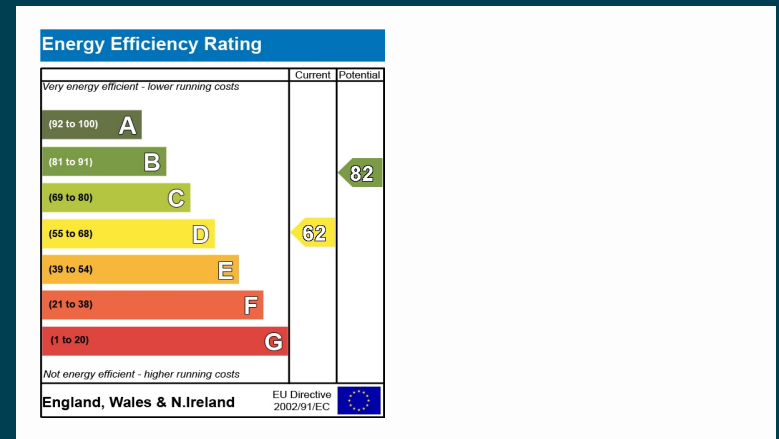 Energy Efficiency Rating
Current Potential
Very energy efficient - lower running costs
(92 to 100) A
(81 to 91) B
82
(69 to 80) C
(55 to 68) D
62
(39 to 54) E
(21 to 38) F
(1 to 20) G
Not energy efficient - higher running costs
England, Wales & N.Ireland
EU Directive
2002/91/EC